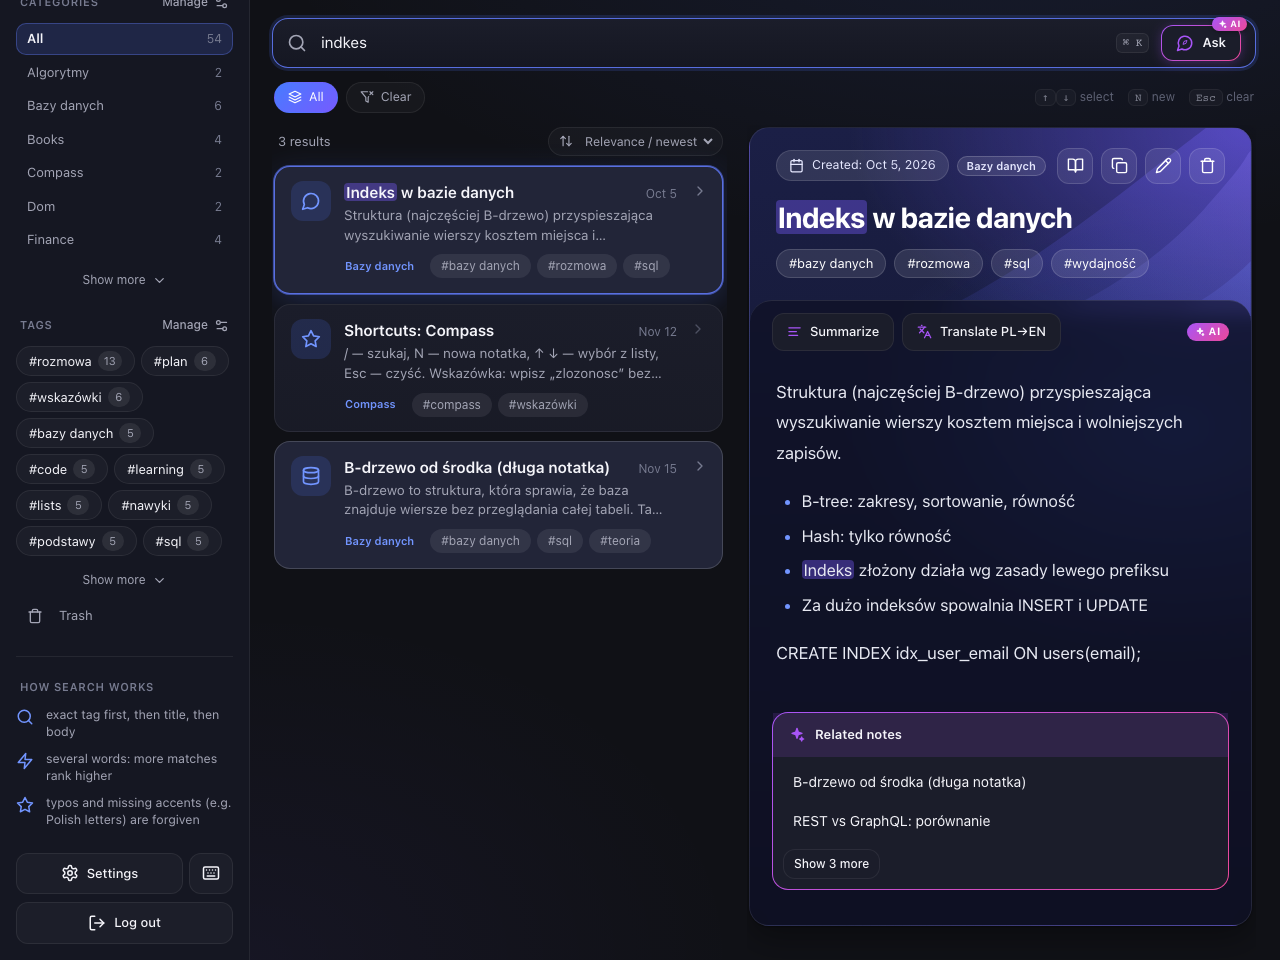 CATEGORIES Manage
All 54
Algorytmy 2
Bazy danych 6
Books 4
Compass 2
Dom 2
Finance 4
Show more
TAGS Manage
#rozmowa 13 #plan 6
#wskazówki 6
#bazy danych 5
#code 5 #learning 5
#lists 5 #nawyki 5
#podstawy 5 #sql 5
Show more
Trash
HOW SEARCH WORKS
exact tag first, then title, then
body
several words: more matches
rank higher
typos and missing accents (e.g.
Polish letters) are forgiven
Settings
Log out
indkes
⌘ K
Ask
AI
All
Clear
↑ ↓ select N new Esc clear
3 results
Relevance / newest
Indeks w bazie danych Oct 5
Struktura (najczęściej B-drzewo) przyspieszająca
wyszukiwanie wierszy kosztem miejsca i…
Bazy danych #bazy danych #rozmowa #sql
Shortcuts: Compass Nov 12
/ — szukaj, N — nowa notatka, ↑ ↓ — wybór z listy,
Esc — czyść. Wskazówka: wpisz „zlozonosc” bez…
Compass #compass #wskazówki
B-drzewo od środka (długa notatka) Nov 15
B-drzewo to struktura, która sprawia, że baza
znajduje wiersze bez przeglądania całej tabeli. Ta…
Bazy danych #bazy danych #sql #teoria
Created: Oct 5, 2026 Bazy danych
Indeks w bazie danych
#bazy danych #rozmowa #sql #wydajność
Summarize Translate PL→EN AI
Struktura (najczęściej B-drzewo) przyspieszająca
wyszukiwanie wierszy kosztem miejsca i wolniejszych
zapisów.
• B-tree: zakresy, sortowanie, równość
• Hash: tylko równość
• Indeks złożony działa wg zasady lewego prefiksu
• Za dużo indeksów spowalnia INSERT i UPDATE
CREATE INDEX idx_user_email ON users(email);
Related notes
B-drzewo od środka (długa notatka)
REST vs GraphQL: porównanie
Show 3 more